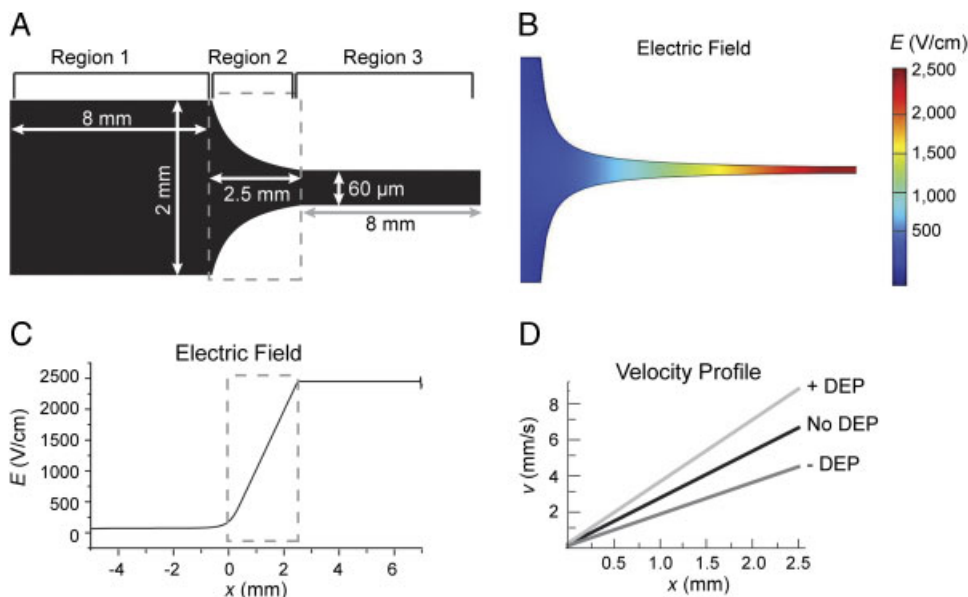 A
Region 1 Region 2 Region 3
8 mm
2 mm
2.5 mm
60 µm
8 mm
B
Electric Field
E (V/cm)
2,500
2,000
1,500
1,000
500
C
Electric Field
2500
2000
1500
1000
500
0
E (V/cm)
-4 -2 0 2 4 6
x (mm)
D
Velocity Profile
8
6
4
2
v (mm/s)
+ DEP
No DEP
- DEP
0.5 1.0 1.5 2.0 2.5
x (mm)